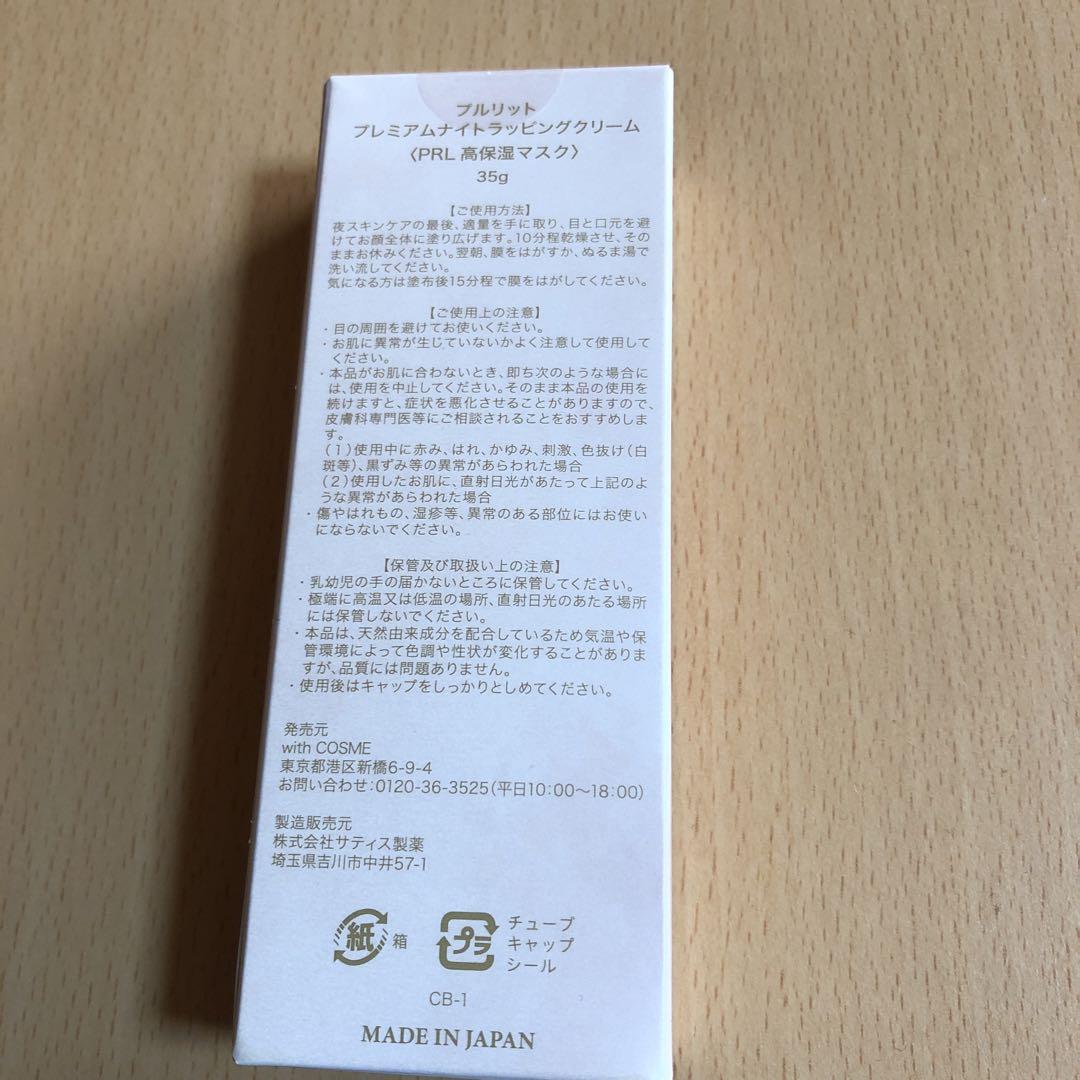 プルリット
プレミアムナイトラッピングクリーム
〈PRL 高保湿マスク〉
35g
【ご使用方法】
夜スキンケアの最後、適量を手に取り、目と口元を避
けてお顔全体に塗り広げます。10分程乾燥させ、その
ままお休みください。翌朝、膜をはがすか、ぬるま湯で
洗い流してください。
気になる方は塗布後15分程で膜をはがしてください。
【ご使用上の注意】
・目の周囲を避けてお使いください。
・お肌に異常が生じていないかよく注意して使用して
ください。
・本品がお肌に合わないとき、即ち次のような場合に
は、使用を中止してください。そのまま本品の使用を
続けますと、症状を悪化させることがありますので、
皮膚科専門医等にご相談されることをおすすめしま
す。
（1）使用中に赤み、はれ、かゆみ、刺激、色抜け（白
斑等）、黒ずみ等の異常があらわれた場合
（2）使用したお肌に、直射日光があたって上記のよ
うな異常があらわれた場合
・傷やはれもの、湿疹等、異常のある部位にはお使い
にならないでください。
【保管及び取扱い上の注意】
・乳幼児の手の届かないところに保管してください。
・極端に高温又は低温の場所、直射日光のあたる場所
には保管しないでください。
・本品は、天然由来成分を配合しているため気温や保
管環境によって色調や性状が変化することがありま
すが、品質には問題ありません。
・使用後はキャップをしっかりとしめてください。
発売元
with COSME
東京都港区新橋6-9-4
お問い合わせ：0120-36-3525（平日10：00〜18：00）
製造販売元
株式会社サティス製薬
埼玉県吉川市中井57-1
紙 箱
プラ チューブ
キャップ
シール
CB-1
MADE IN JAPAN